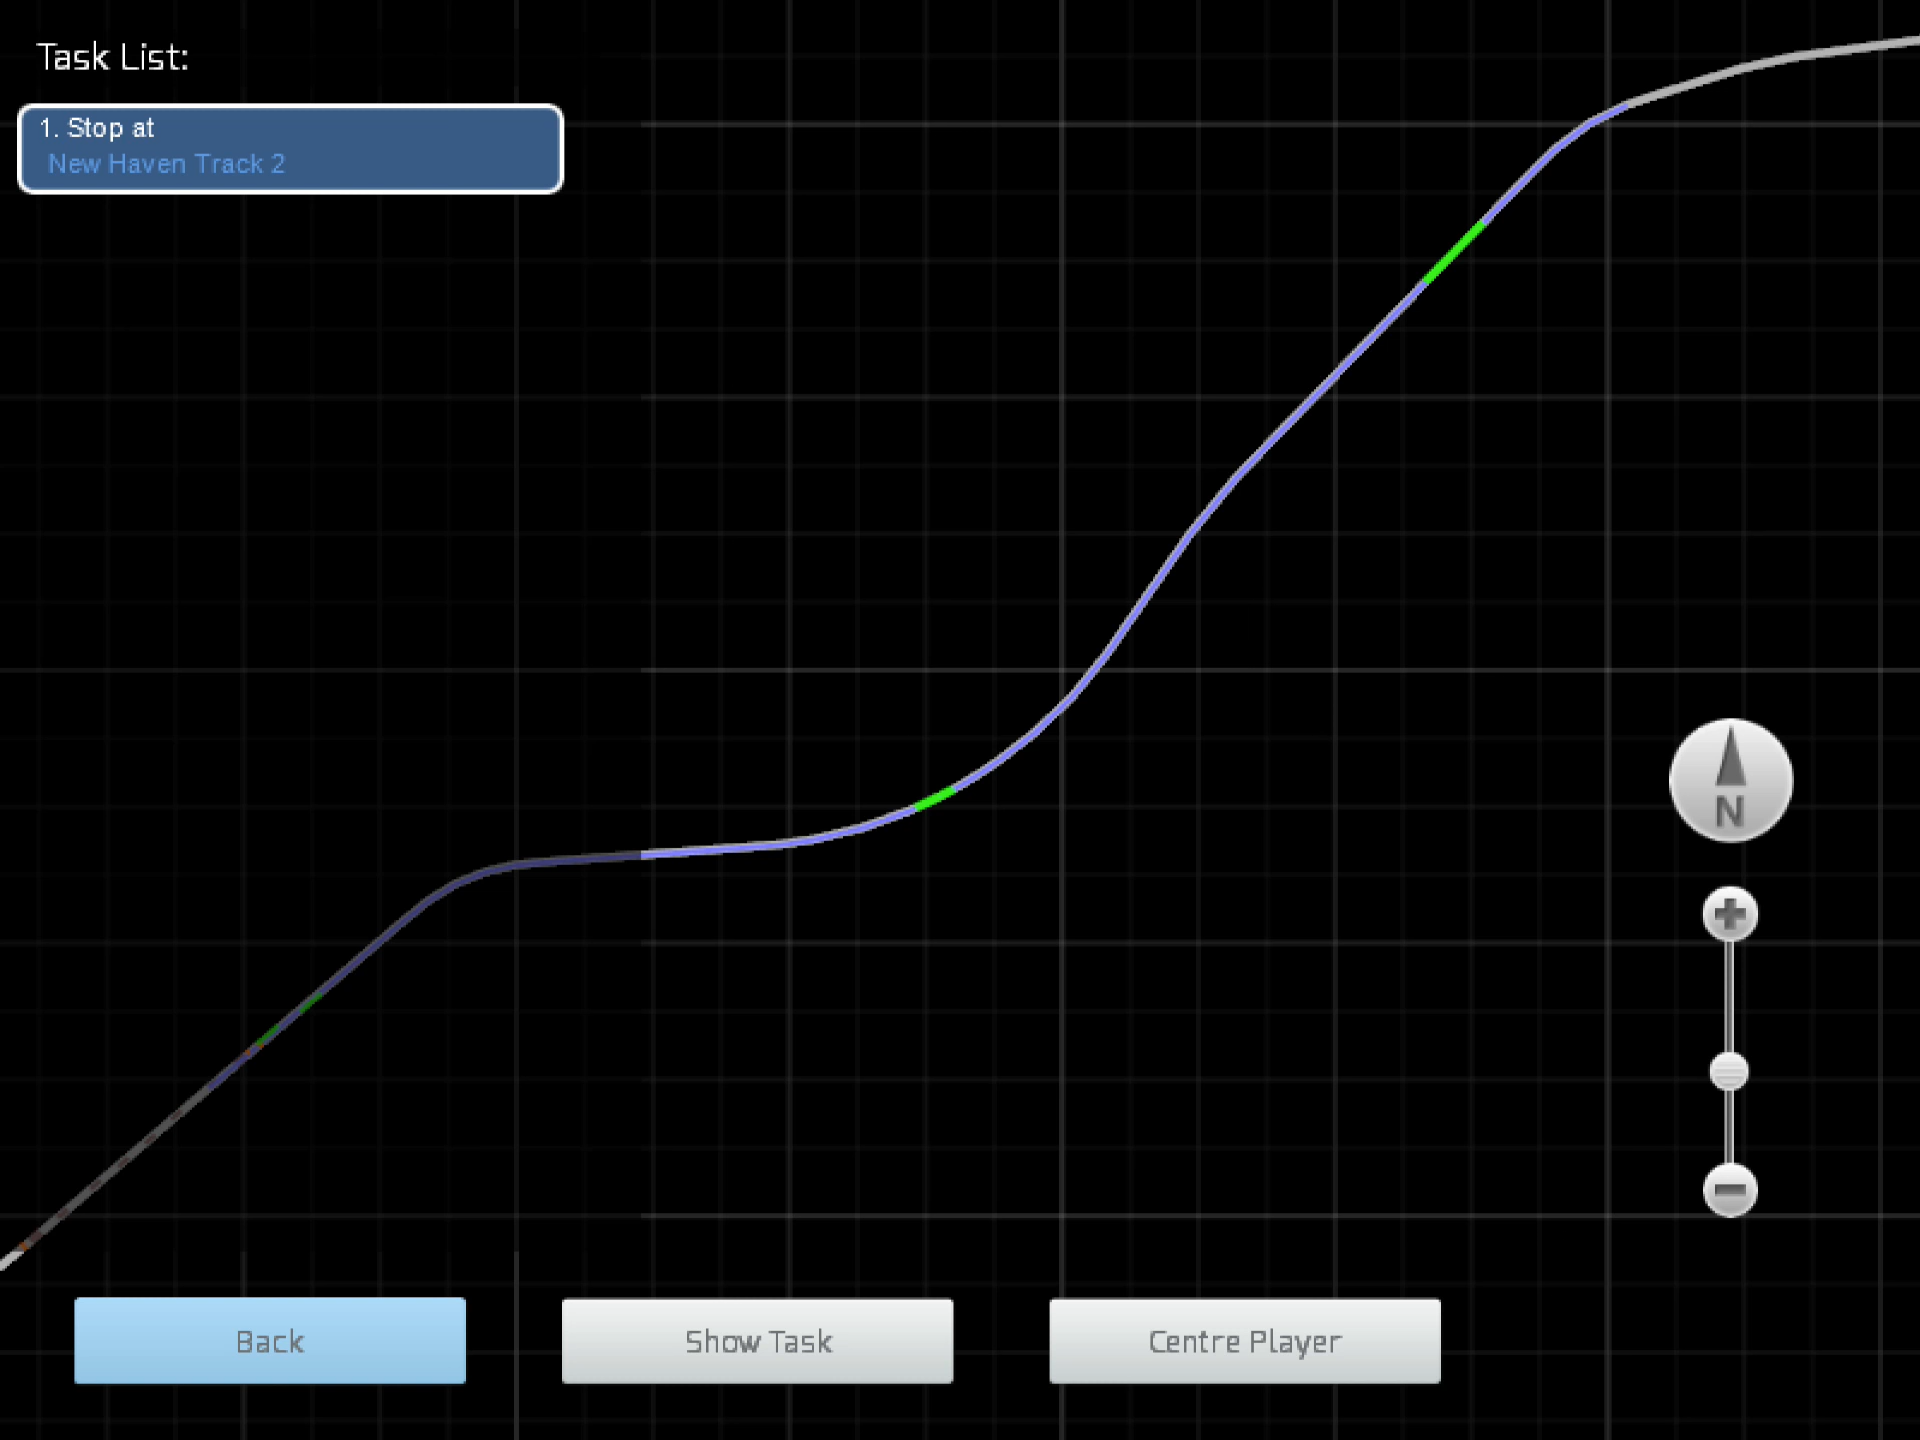 Task List:
1. Stop at
New Haven Track 2
N
Back
Show Task
Centre Player